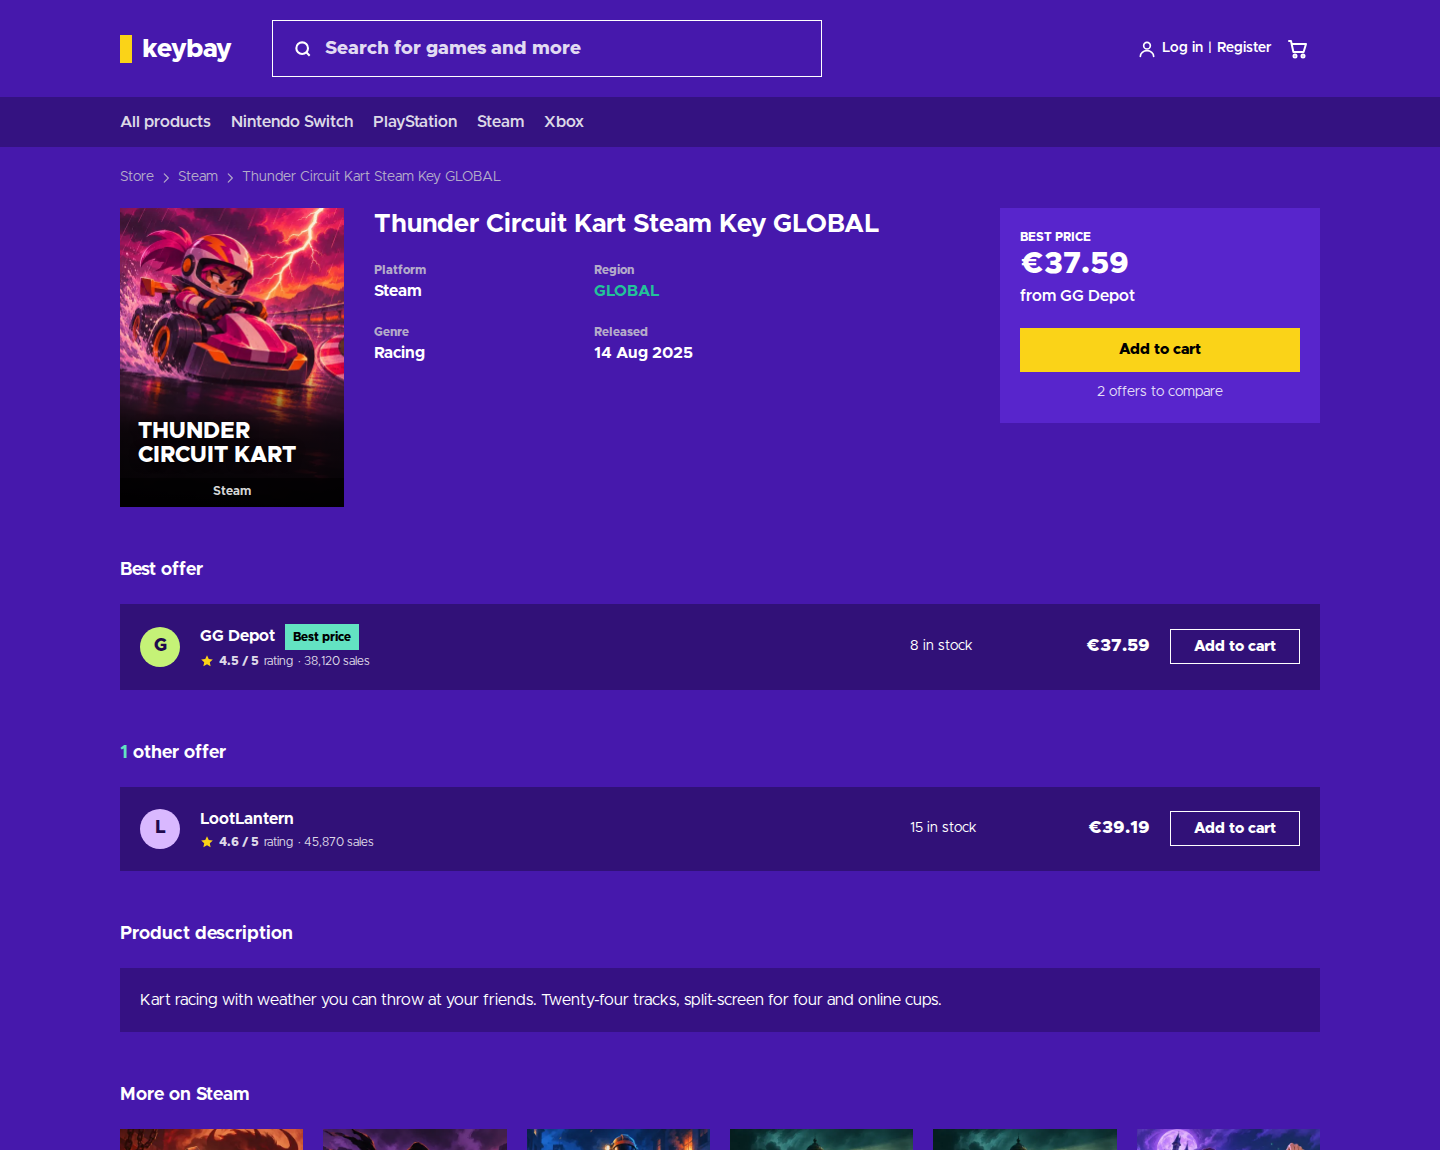 keybay
Search for games and more
Log in | Register
All products Nintendo Switch PlayStation Steam Xbox
Store Steam Thunder Circuit Kart Steam Key GLOBAL
THUNDER
CIRCUIT KART
Steam
Thunder Circuit Kart Steam Key GLOBAL
Platform Region
Steam GLOBAL
Genre Released
Racing 14 Aug 2025
BEST PRICE
€37.59
from GG Depot
Add to cart
2 offers to compare
Best offer
G GG Depot Best price 8 in stock €37.59 Add to cart
4.5 / 5 rating · 38,120 sales
1 other offer
L LootLantern 15 in stock €39.19 Add to cart
4.6 / 5 rating · 45,870 sales
Product description
Kart racing with weather you can throw at your friends. Twenty-four tracks, split-screen for four and online cups.
More on Steam